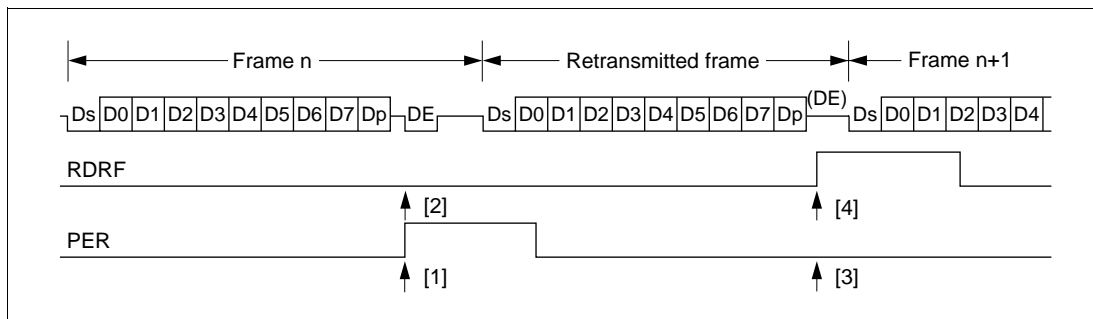 Frame n Retransmitted frame Frame n+1
(DE)
Ds D0 D1 D2 D3 D4 D5 D6 D7 Dp DE Ds D0 D1 D2 D3 D4 D5 D6 D7 Dp Ds D0 D1 D2 D3 D4
RDRF
[2] [4]
PER
[1] [3]